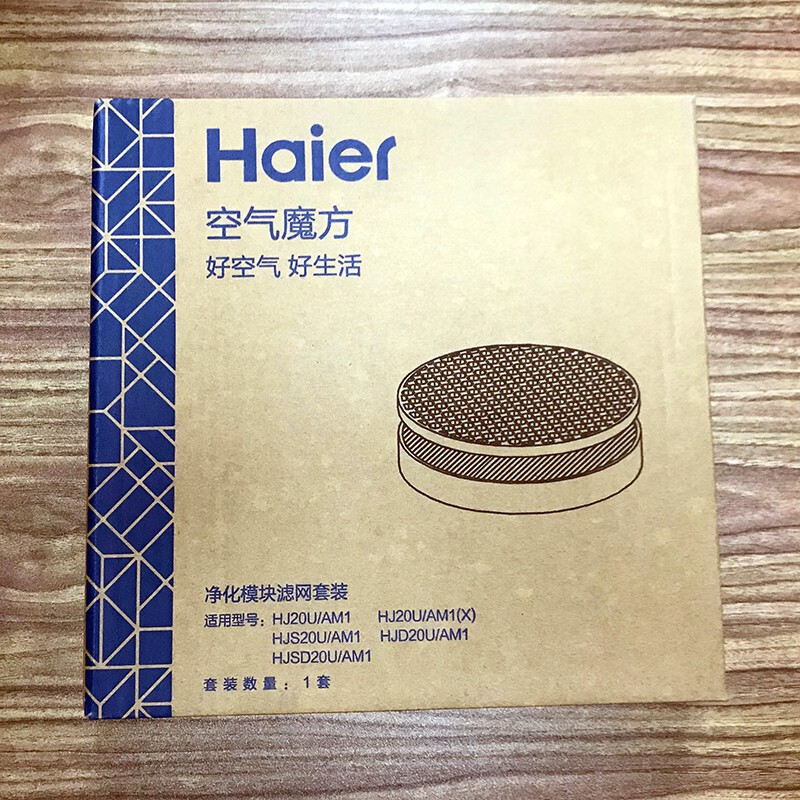 Haier
空气魔方
好空气 好生活
净化模块滤网套装
适用型号：HJ20U/AM1 HJ20U/AM1(X)
HJS20U/AM1 HJD20U/AM1
HJSD20U/AM1
套装数量：1套